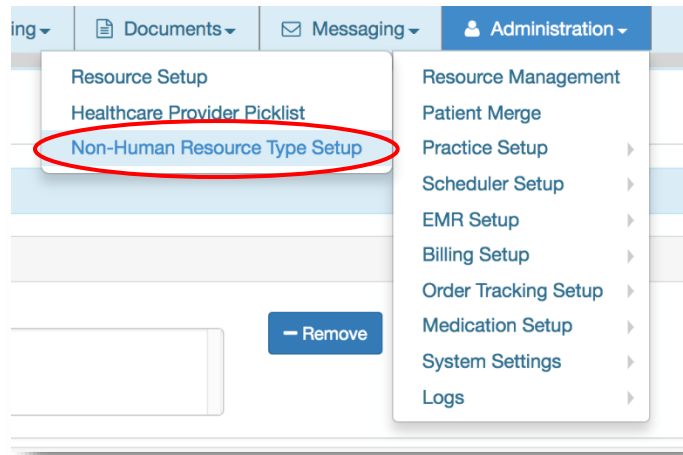 ing
Documents
Messaging
Administration
Resource Setup
Healthcare Provider Picklist
Non-Human Resource Type Setup
Resource Management
Patient Merge
Practice Setup
Scheduler Setup
EMR Setup
Billing Setup
Order Tracking Setup
Medication Setup
System Settings
Logs
Remove